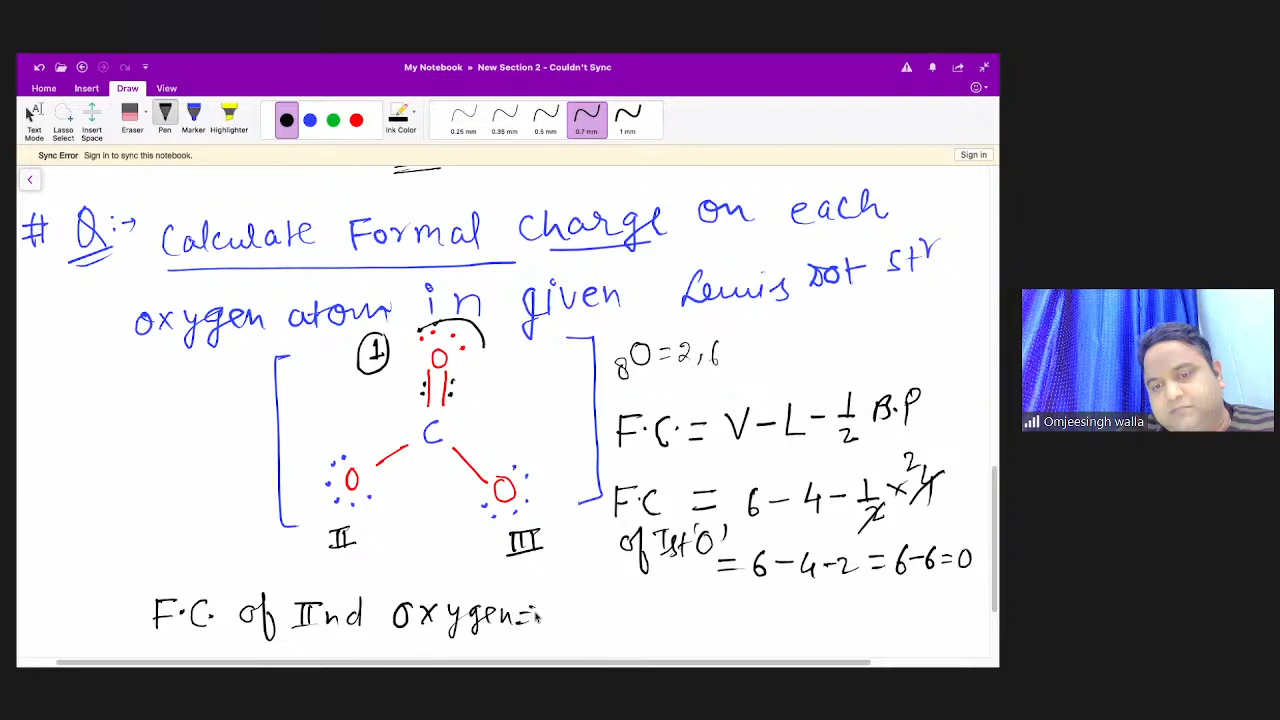 My Notebook » New Section 2 - Couldn't Sync
Home Insert Draw View
Text Mode Lasso Select Insert Space Eraser Pen Marker Highlighter Ink Color 0.25 mm 0.35 mm 0.5 mm 0.7 mm 1 mm
Sync Error Sign in to sync this notebook. Sign in
# Q:→ Calculate Formal Charge on each
oxygen atom in given Lewis Dot str
1
O
C
O O
II III
₈O = 2, 6
F.C. = V - L - 1/2 B.P
F.C = 6 - 4 - 1/2 × 4 2
of Ist 'O'
= 6 - 4 - 2 = 6 - 6 = 0
F.C. of IInd oxygen =
Omjeesingh walla